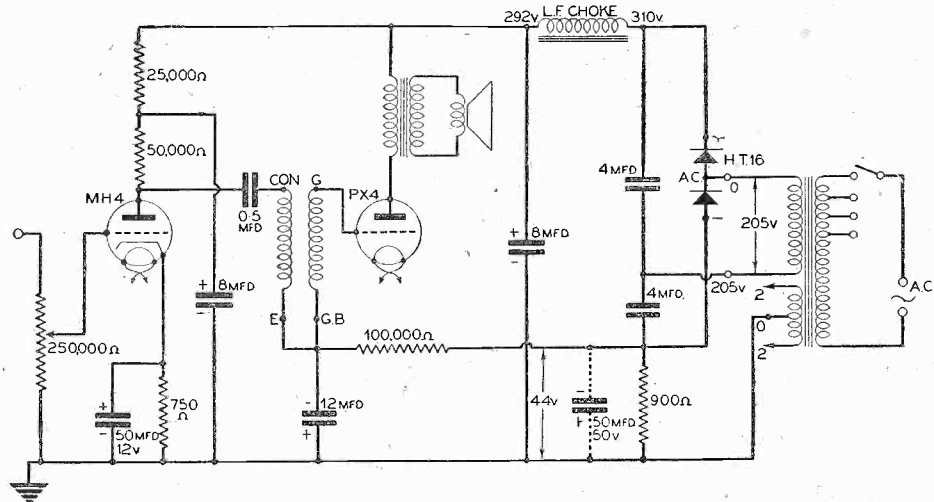 292v
L.F CHOKE
310v.
25,000Ω
50,000Ω
H.T.16
4MFD
A.C.
0
MH4
CON
G
PX4
0.5
MFD
205v
+
8MFD
-
+
8MFD
-
4MFD.
205v
2
A.C
~
E
G.B
0
250,000Ω
100,000Ω
2
-
12MFD
+
44v
-
50MFD
+
50v
900Ω
+
50MFD
-
12v
750
Ω